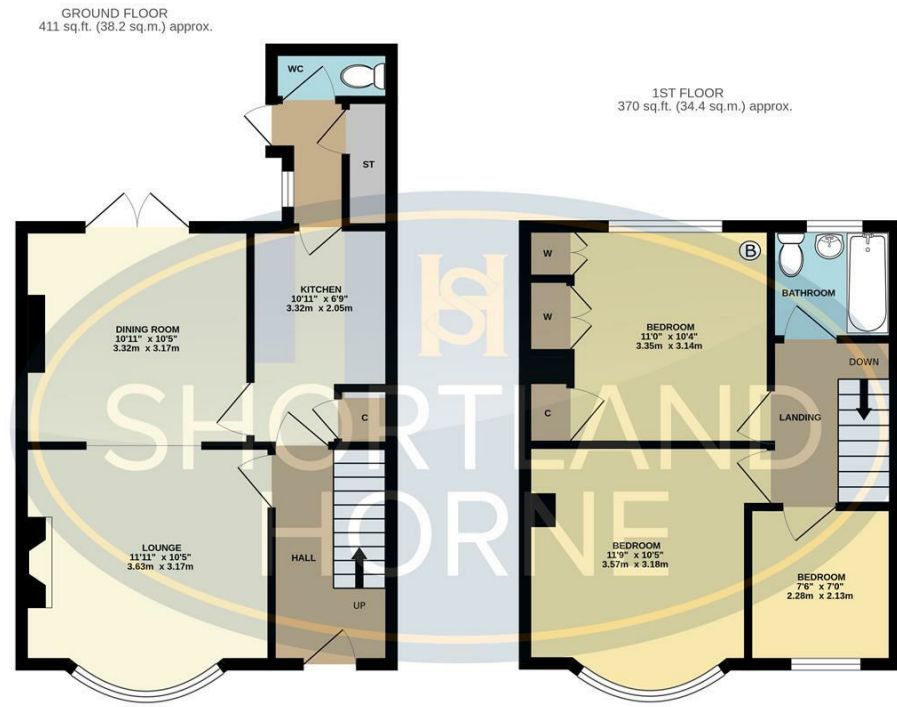 GROUND FLOOR
411 sq.ft. (38.2 sq.m.) approx.
WC
ST
KITCHEN
10'11" x 6'9"
3.32m x 2.05m
DINING ROOM
10'11" x 10'5"
3.32m x 3.17m
C
LOUNGE
11'11" x 10'5"
3.63m x 3.17m
HALL
UP
1ST FLOOR
370 sq.ft. (34.4 sq.m.) approx.
W
B
BATHROOM
W
BEDROOM
11'0" x 10'4"
3.35m x 3.14m
DOWN
C
LANDING
BEDROOM
11'9" x 10'5"
3.57m x 3.18m
BEDROOM
7'6" x 7'0"
2.28m x 2.13m
SH
SHORTLAND
HORNE